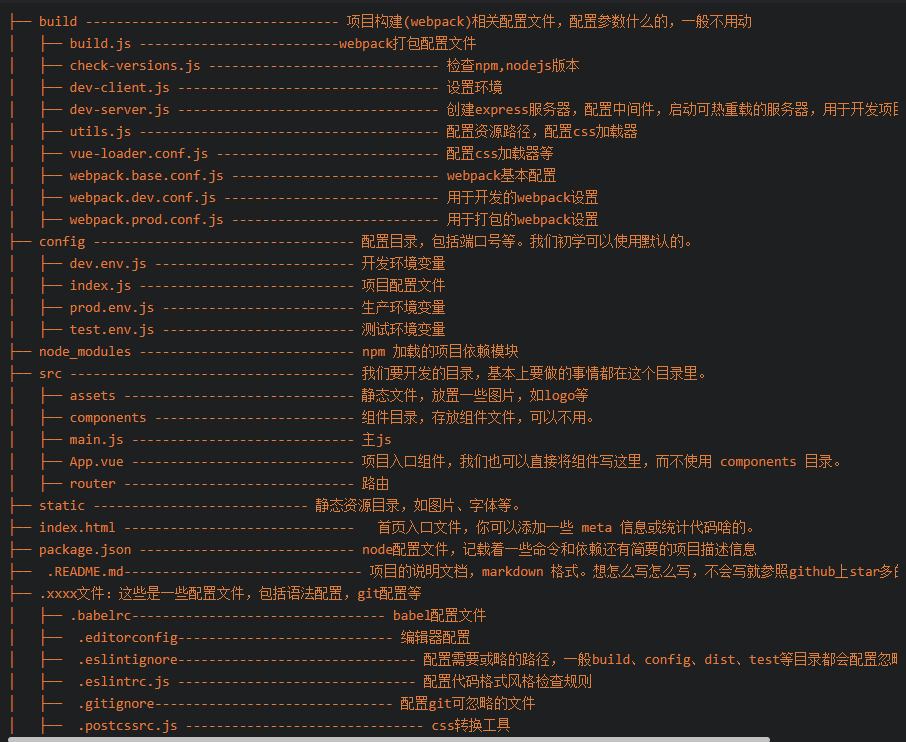 ├── build --------------------------------- 项目构建(webpack)相关配置文件，配置参数什么的，一般不用动
│   ├── build.js --------------------------webpack打包配置文件
│   ├── check-versions.js ------------------------------ 检查npm,nodejs版本
│   ├── dev-client.js ---------------------------------- 设置环境
│   ├── dev-server.js ---------------------------------- 创建express服务器，配置中间件，启动可热重载的服务器，用于开发项目
│   ├── utils.js --------------------------------------- 配置资源路径，配置css加载器
│   ├── vue-loader.conf.js ----------------------------- 配置css加载器等
│   ├── webpack.base.conf.js --------------------------- webpack基本配置
│   ├── webpack.dev.conf.js ---------------------------- 用于开发的webpack设置
│   ├── webpack.prod.conf.js --------------------------- 用于打包的webpack设置
├── config ---------------------------------- 配置目录，包括端口号等。我们初学可以使用默认的。
│   ├── dev.env.js -------------------------- 开发环境变量
│   ├── index.js ---------------------------- 项目配置文件
│   ├── prod.env.js ------------------------- 生产环境变量
│   ├── test.env.js ------------------------- 测试环境变量
├── node_modules ---------------------------- npm 加载的项目依赖模块
├── src ------------------------------------- 我们要开发的目录，基本上要做的事情都在这个目录里。
│   ├── assets ------------------------------ 静态文件，放置一些图片，如logo等
│   ├── components -------------------------- 组件目录，存放组件文件，可以不用。
│   ├── main.js ----------------------------- 主js
│   ├── App.vue ----------------------------- 项目入口组件，我们也可以直接将组件写这里，而不使用 components 目录。
│   ├── router ------------------------------ 路由
├── static ---------------------------- 静态资源目录，如图片、字体等。
├── index.html ------------------------------   首页入口文件，你可以添加一些 meta 信息或统计代码啥的。
├── package.json ---------------------------- node配置文件，记载着一些命令和依赖还有简要的项目描述信息
├──  .README.md------------------------------- 项目的说明文档，markdown 格式。想怎么写怎么写，不会写就参照github上star多的
├── .xxxx文件：这些是一些配置文件，包括语法配置，git配置等
│   ├── .babelrc--------------------------------- babel配置文件
│   ├──  .editorconfig---------------------------- 编辑器配置
│   ├──  .eslintignore------------------------------- 配置需要或略的路径，一般build、config、dist、test等目录都会配置忽略
│   ├──  .eslintrc.js ------------------------------- 配置代码格式风格检查规则
│   ├──  .gitignore------------------------------- 配置git可忽略的文件
│   ├──  .postcssrc.js ------------------------------- css转换工具